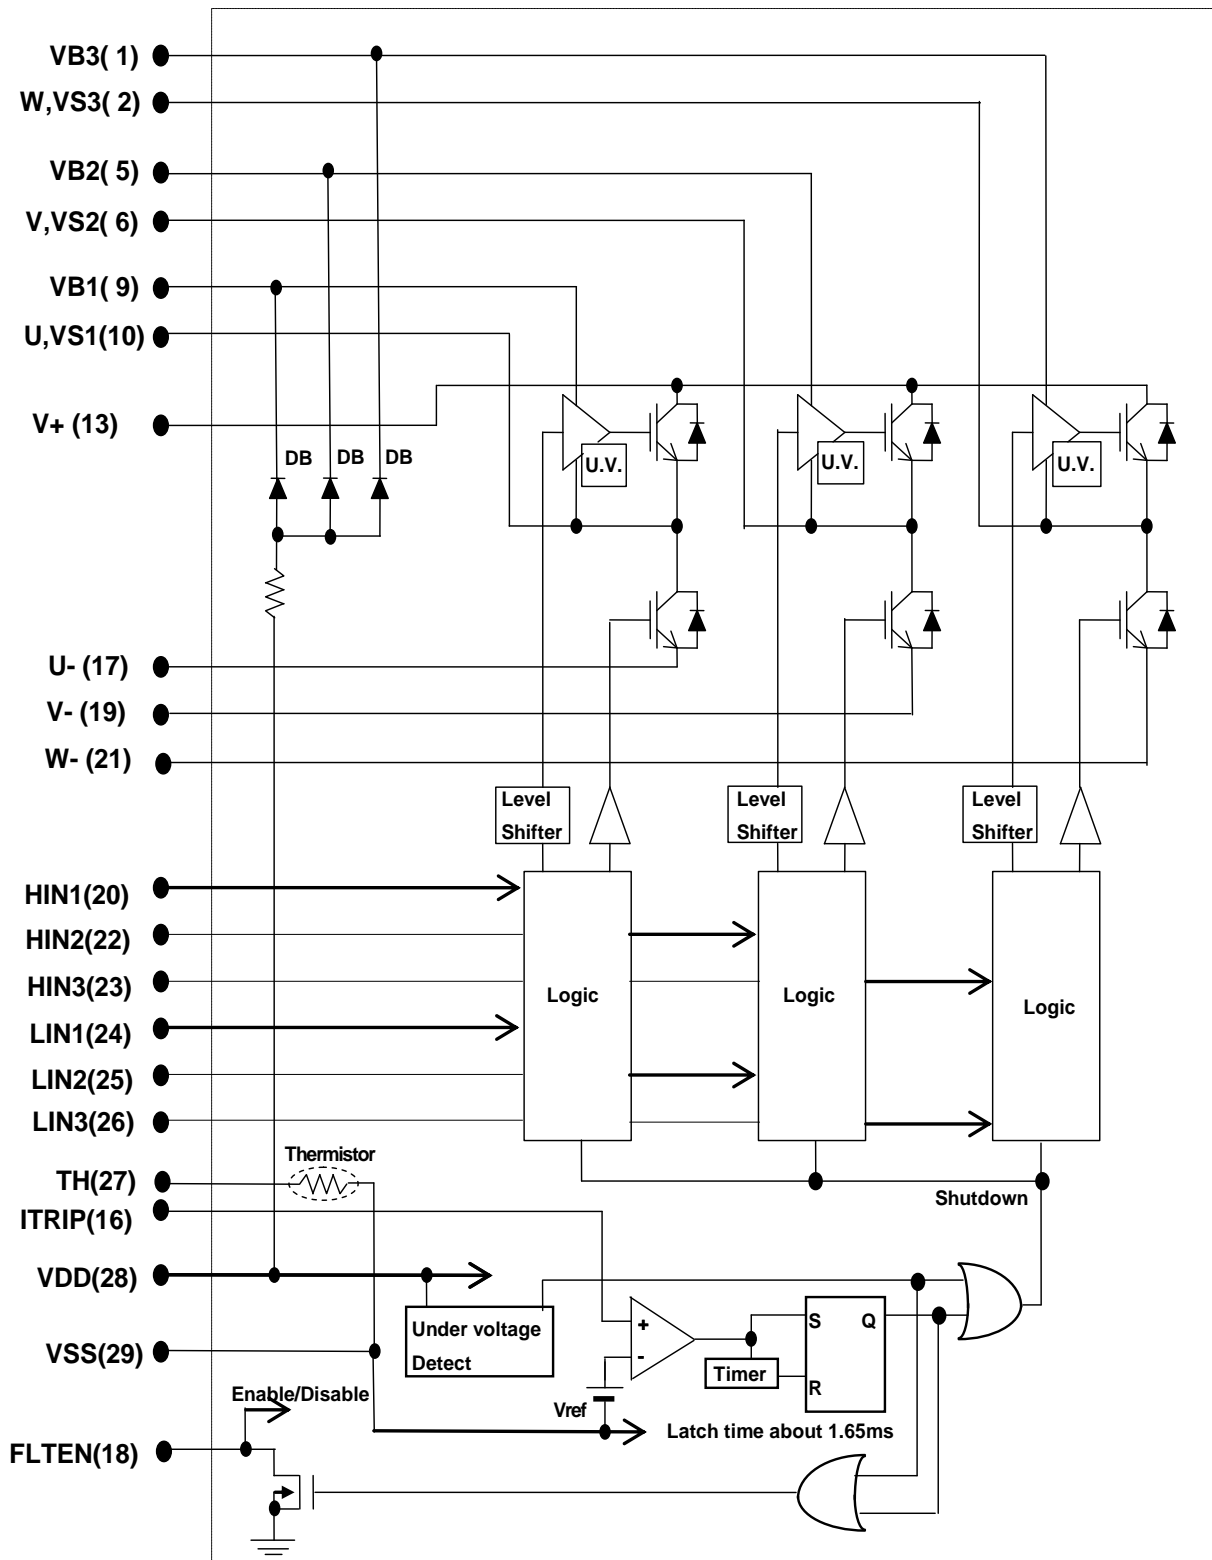 VB3( 1)
W,VS3( 2)
VB2( 5)
V,VS2( 6)
VB1( 9)
U,VS1(10)
V+ (13)
DB
DB
DB
U.V.
U.V.
U.V.
U- (17)
V- (19)
W- (21)
Level
Shifter
Level
Shifter
Level
Shifter
HIN1(20)
HIN2(22)
HIN3(23)
LIN1(24)
LIN2(25)
LIN3(26)
Logic
Logic
Logic
Thermistor
TH(27)
ITRIP(16)
Shutdown
VDD(28)
Under voltage
Detect
+
-
S
Q
R
Timer
VSS(29)
Vref
Enable/Disable
Latch time about 1.65ms
FLTEN(18)